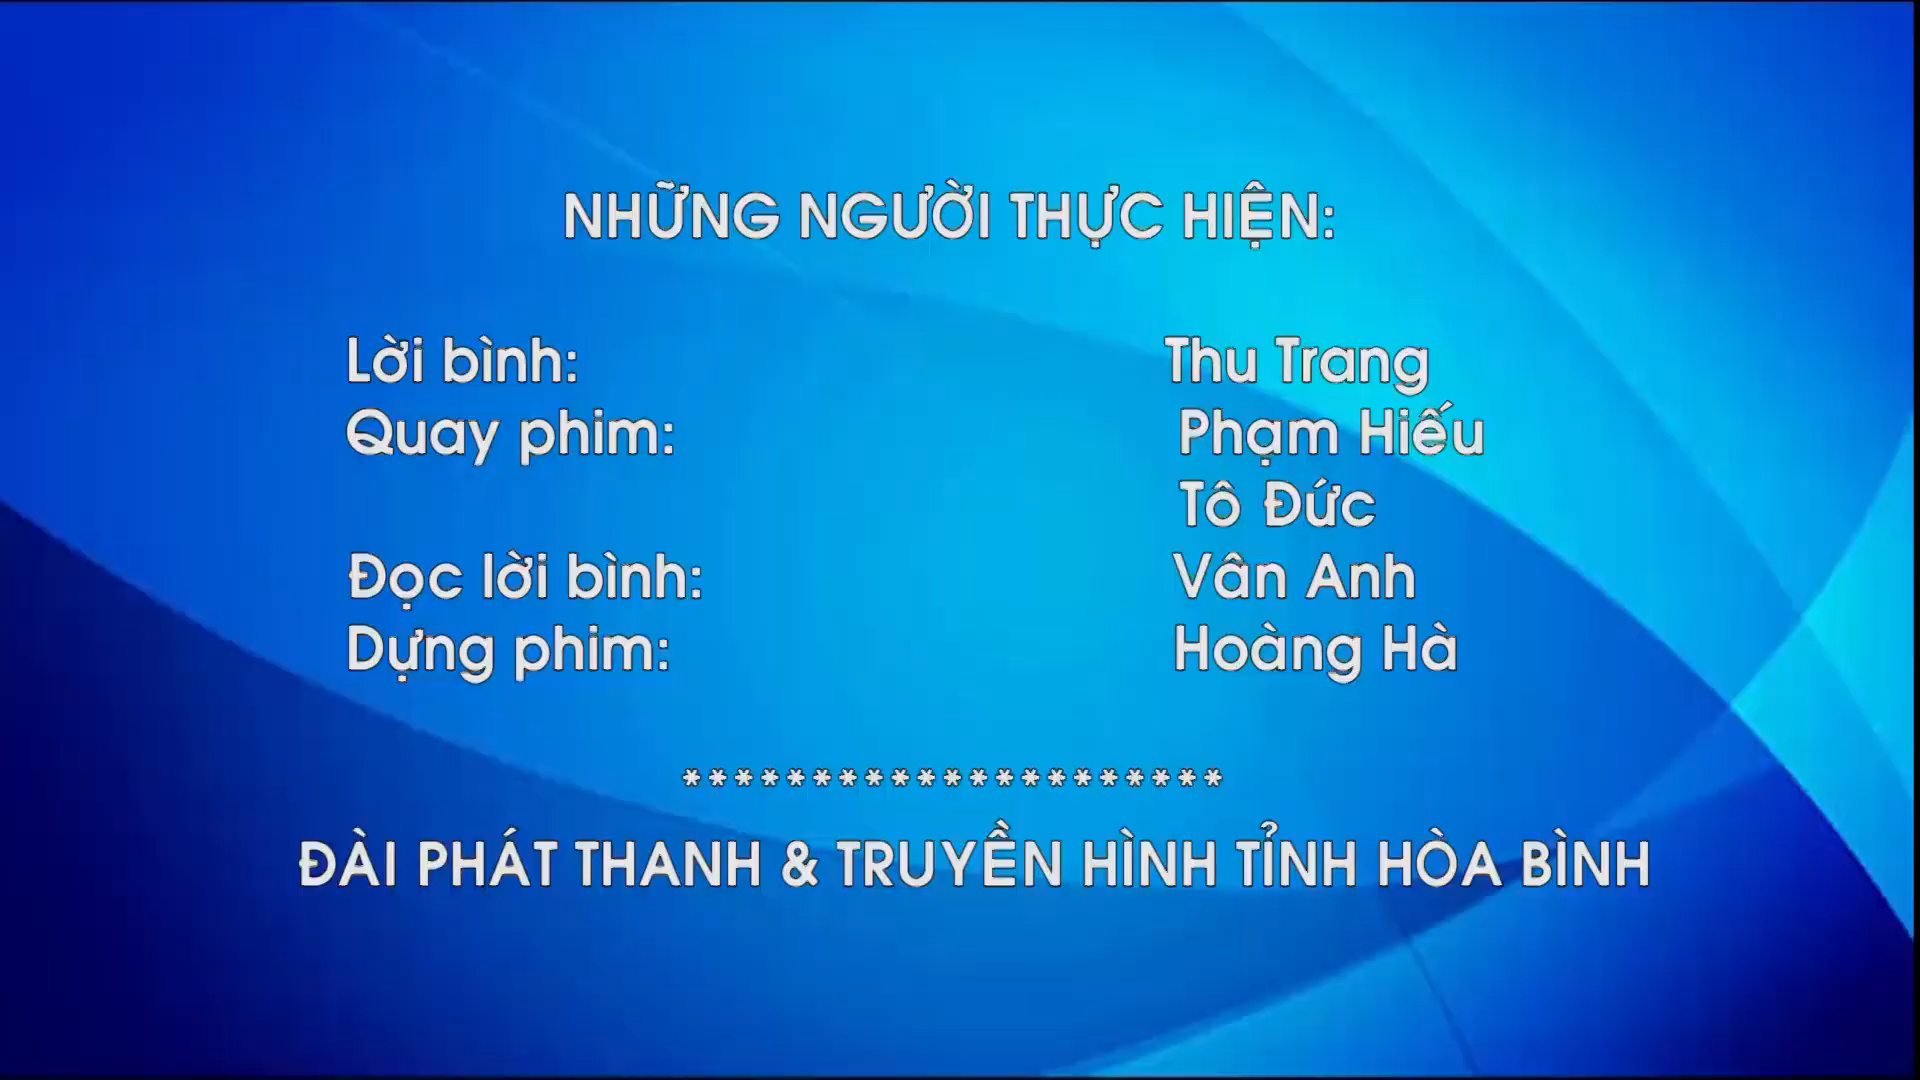 NHỮNG NGƯỜI THỰC HIỆN:
Lời bình: Thu Trang
Quay phim: Phạm Hiếu
Tô Đức
Đọc lời bình: Vân Anh
Dựng phim: Hoàng Hà
*********************
ĐÀI PHÁT THANH & TRUYỀN HÌNH TỈNH HÒA BÌNH